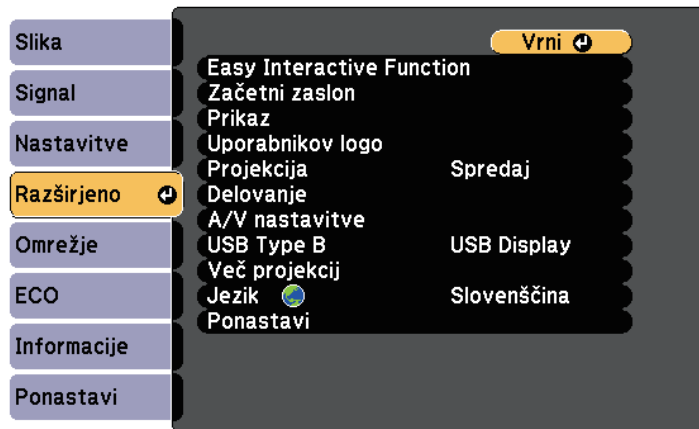 Slika
Signal
Nastavitve
Razširjeno
Omrežje
ECO
Informacije
Ponastavi
Vrni
Easy Interactive Function
Začetni zaslon
Prikaz
Uporabnikov logo
Projekcija Spredaj
Delovanje
A/V nastavitve
USB Type B USB Display
Več projekcij
Jezik Slovenščina
Ponastavi